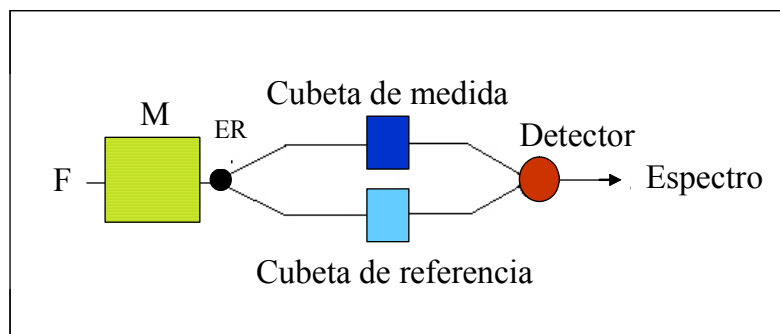 Cubeta de medida
M
ER
Detector
F
Espectro
Cubeta de referencia